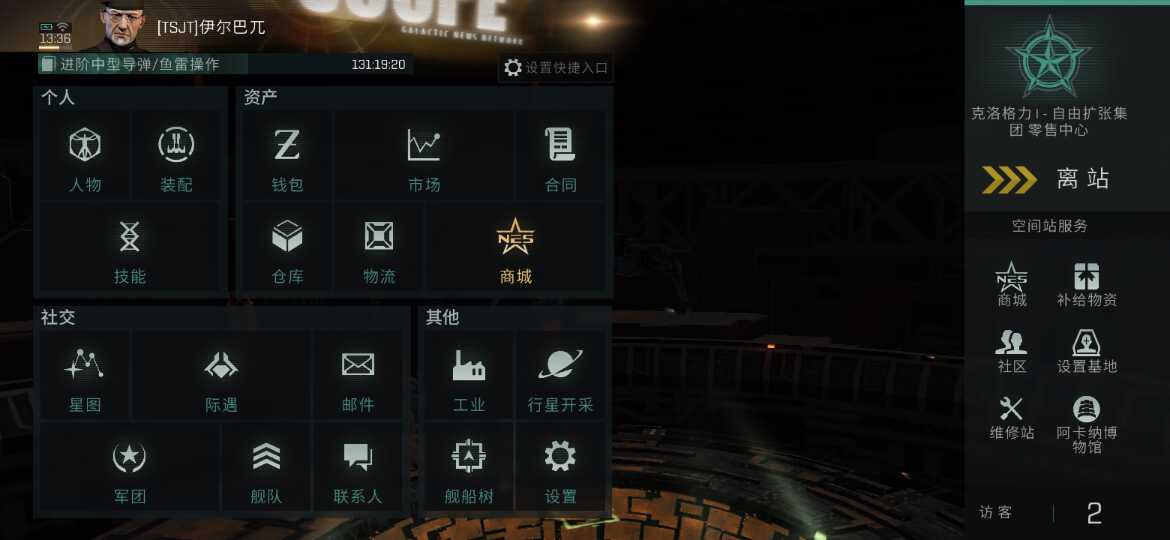 SCOPE
GALACTIC NEWS NETWORK
13:36
[TSJT]伊尔巴兀
进阶中型导弹/鱼雷操作
131:19:20
设置快捷入口
个人
资产
人物
装配
钱包
市场
合同
技能
仓库
物流
NES
商城
社交
其他
星图
际遇
邮件
工业
行星开采
军团
舰队
联系人
舰船树
设置
克洛格力 I - 自由扩张集
团 零售中心
离站
空间站服务
NES
商城
补给物资
社区
设置基地
维修站
阿卡纳博
物馆
访客
2